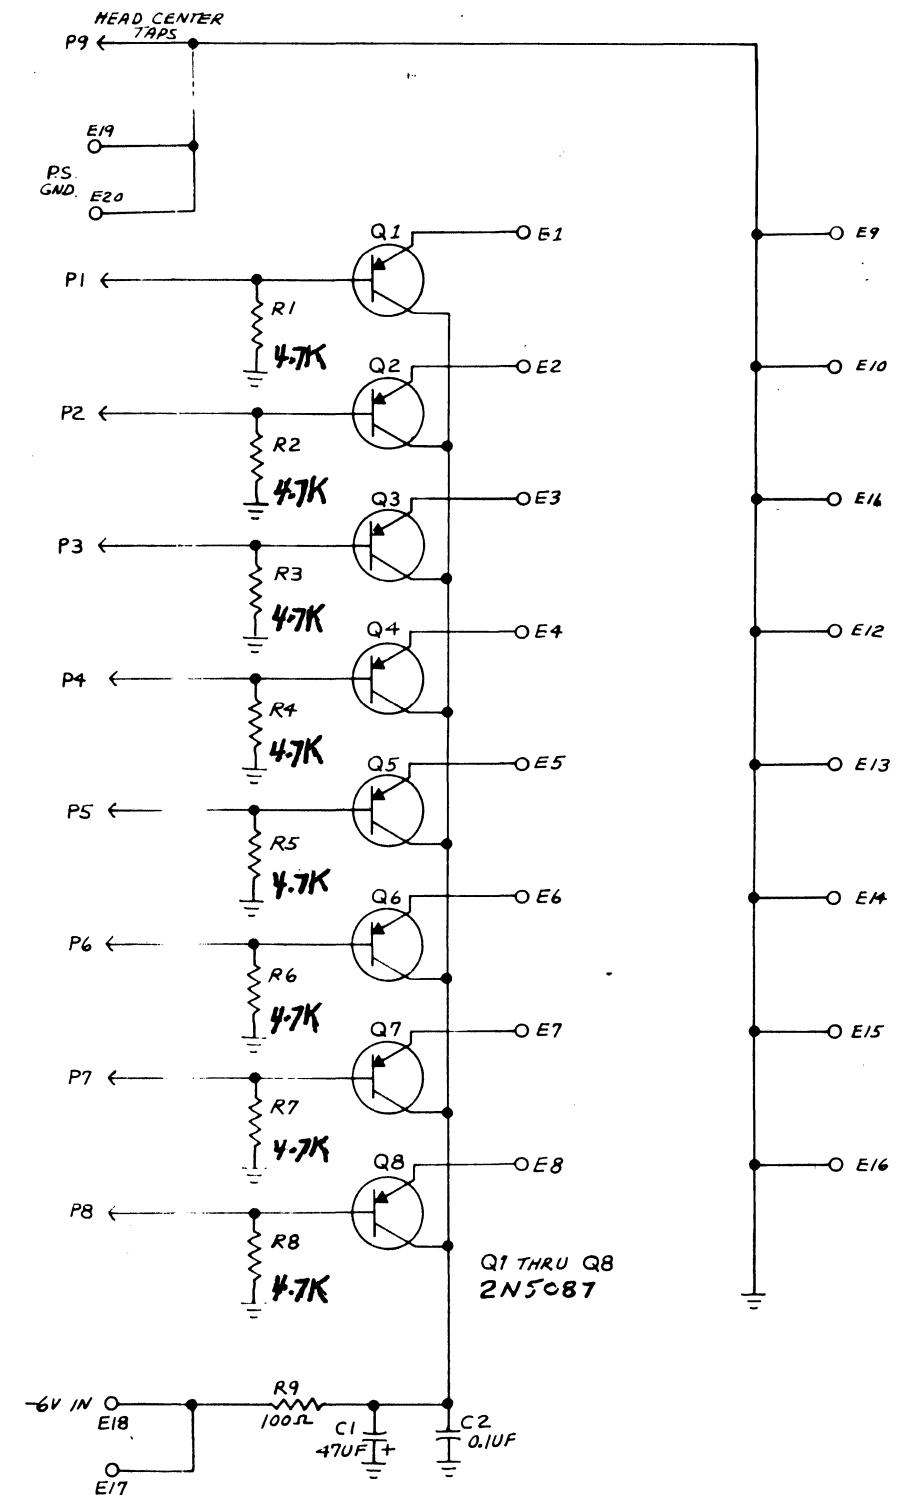 HEAD CENTER
TAPS
P9
E19
P.S.
GND.
E20
Q1
E1
E9
P1
R1
4.7K
Q2
E2
E10
P2
R2
4.7K
Q3
E3
E11
P3
R3
4.7K
Q4
E4
E12
P4
R4
4.7K
Q5
E5
E13
P5
R5
4.7K
Q6
E6
E14
P6
R6
4.7K
Q7
E7
E15
P7
R7
4.7K
Q8
E8
E16
P8
R8
4.7K
Q1 THRU Q8
2N5087
-6V IN
E18
R9
100Ω
C1
47UF +
C2
0.1UF
E17